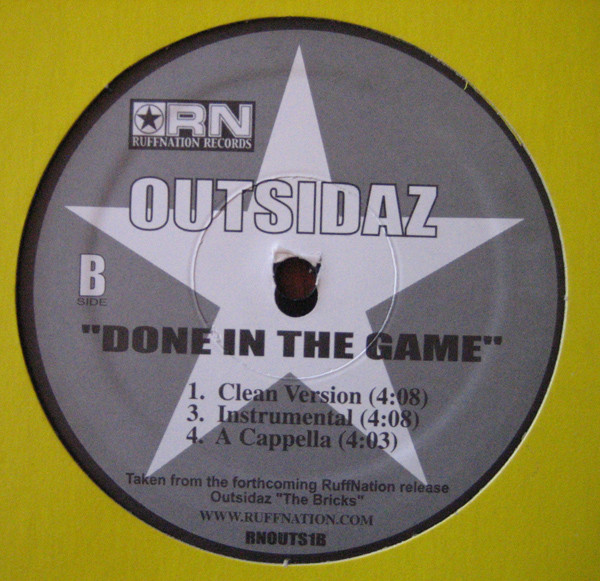 RN
RUFFNATION RECORDS
OUTSIDAZ
B
SIDE
"DONE IN THE GAME"
1. Clean Version (4:08)
3. Instrumental (4:08)
4. A Cappella (4:03)
Taken from the forthcoming RuffNation release
Outsidaz "The Bricks"
WWW.RUFFNATION.COM
RNOUTS1B